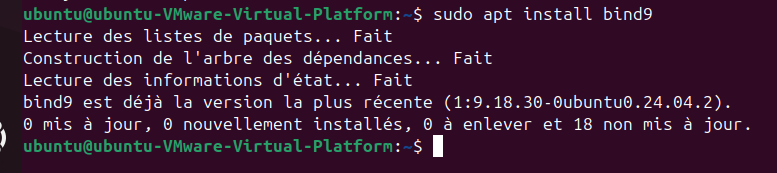 ubuntu@ubuntu-VMware-Virtual-Platform:~$ sudo apt install bind9
Lecture des listes de paquets... Fait
Construction de l'arbre des dépendances... Fait
Lecture des informations d'état... Fait
bind9 est déjà la version la plus récente (1:9.18.30-0ubuntu0.24.04.2).
0 mis à jour, 0 nouvellement installés, 0 à enlever et 18 non mis à jour.
ubuntu@ubuntu-VMware-Virtual-Platform:~$